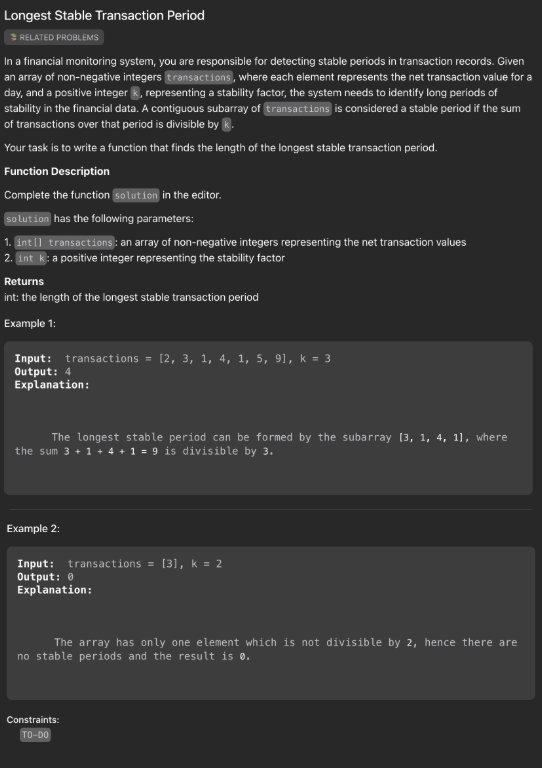 Longest Stable Transaction Period
RELATED PROBLEMS
In a financial monitoring system, you are responsible for detecting stable periods in transaction records. Given
an array of non-negative integers transactions, where each element represents the net transaction value for a
day, and a positive integer k, representing a stability factor, the system needs to identify long periods of
stability in the financial data. A contiguous subarray of transactions is considered a stable period if the sum
of transactions over that period is divisible by k.
Your task is to write a function that finds the length of the longest stable transaction period.
Function Description
Complete the function solution in the editor.
solution has the following parameters:
1. int[] transactions: an array of non-negative integers representing the net transaction values
2. int k: a positive integer representing the stability factor
Returns
int: the length of the longest stable transaction period
Example 1:
Input: transactions = [2, 3, 1, 4, 1, 5, 9], k = 3
Output: 4
Explanation:
The longest stable period can be formed by the subarray [3, 1, 4, 1], where
the sum 3 + 1 + 4 + 1 = 9 is divisible by 3.
Example 2:
Input: transactions = [3], k = 2
Output: 0
Explanation:
The array has only one element which is not divisible by 2, hence there are
no stable periods and the result is 0.
Constraints:
TO-DO